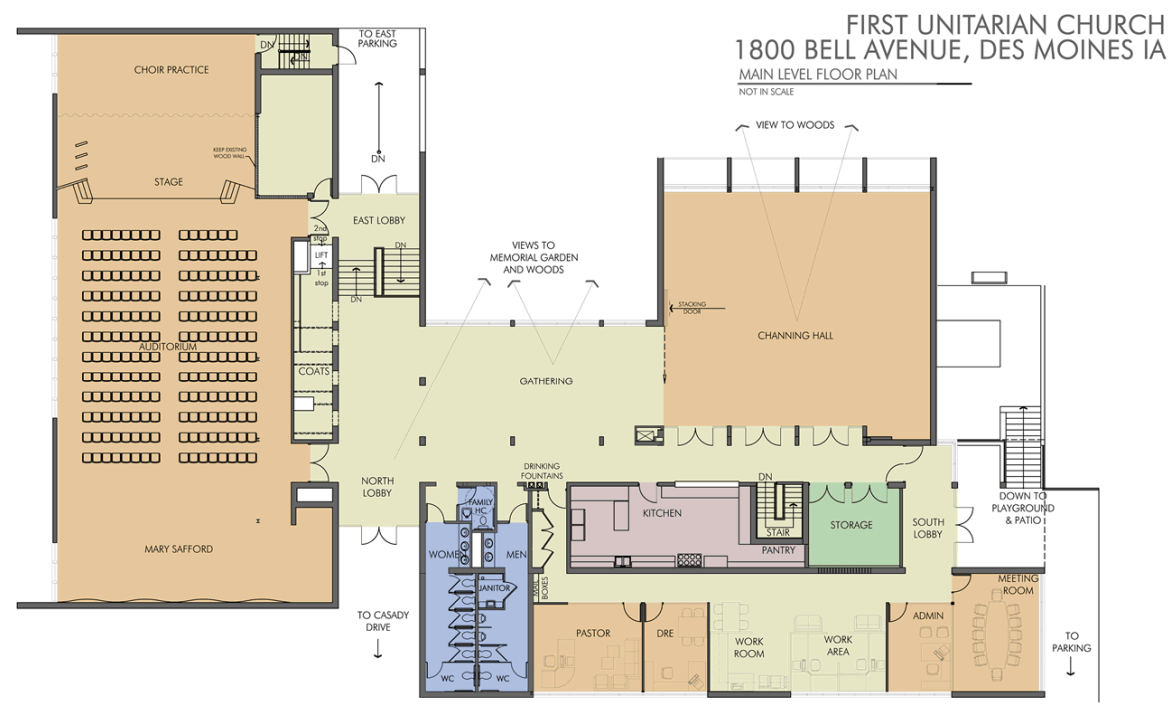 FIRST UNITARIAN CHURCH
1800 BELL AVENUE, DES MOINES IA
MAIN LEVEL FLOOR PLAN
NOT IN SCALE
TO EAST
PARKING
DN
DN
CHOIR PRACTICE
VIEW TO WOODS
KEEP EXISTING
WOOD WALL
DN
STAGE
EAST LOBBY
2nd
stop
LIFT
1st
stop
DN
DN
VIEWS TO
MEMORIAL GARDEN
AND WOODS
STACKING
DOOR
CHANNING HALL
AUDITORIUM
COATS
GATHERING
NORTH
LOBBY
DRINKING
FOUNTAINS
DN
FAMILY
HC
KITCHEN
STAIR
PANTRY
STORAGE
SOUTH
LOBBY
DOWN TO
PLAYGROUND
& PATIO
MARY SAFFORD
WOMEN
MEN
JANITOR
MAIL
BOXES
MEETING
ROOM
TO CASADY
DRIVE
PASTOR
DRE
WORK
ROOM
WORK
AREA
ADMIN
TO
PARKING
WC
WC